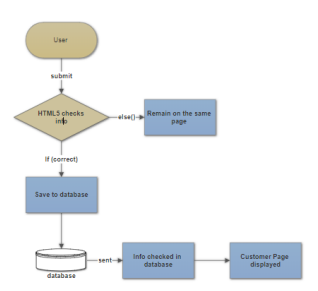 User
submit
HTML5 checks
info
else()
Remain on the same
page
If (correct)
Save to database
database
sent
Info checked in
database
Customer Page
displayed